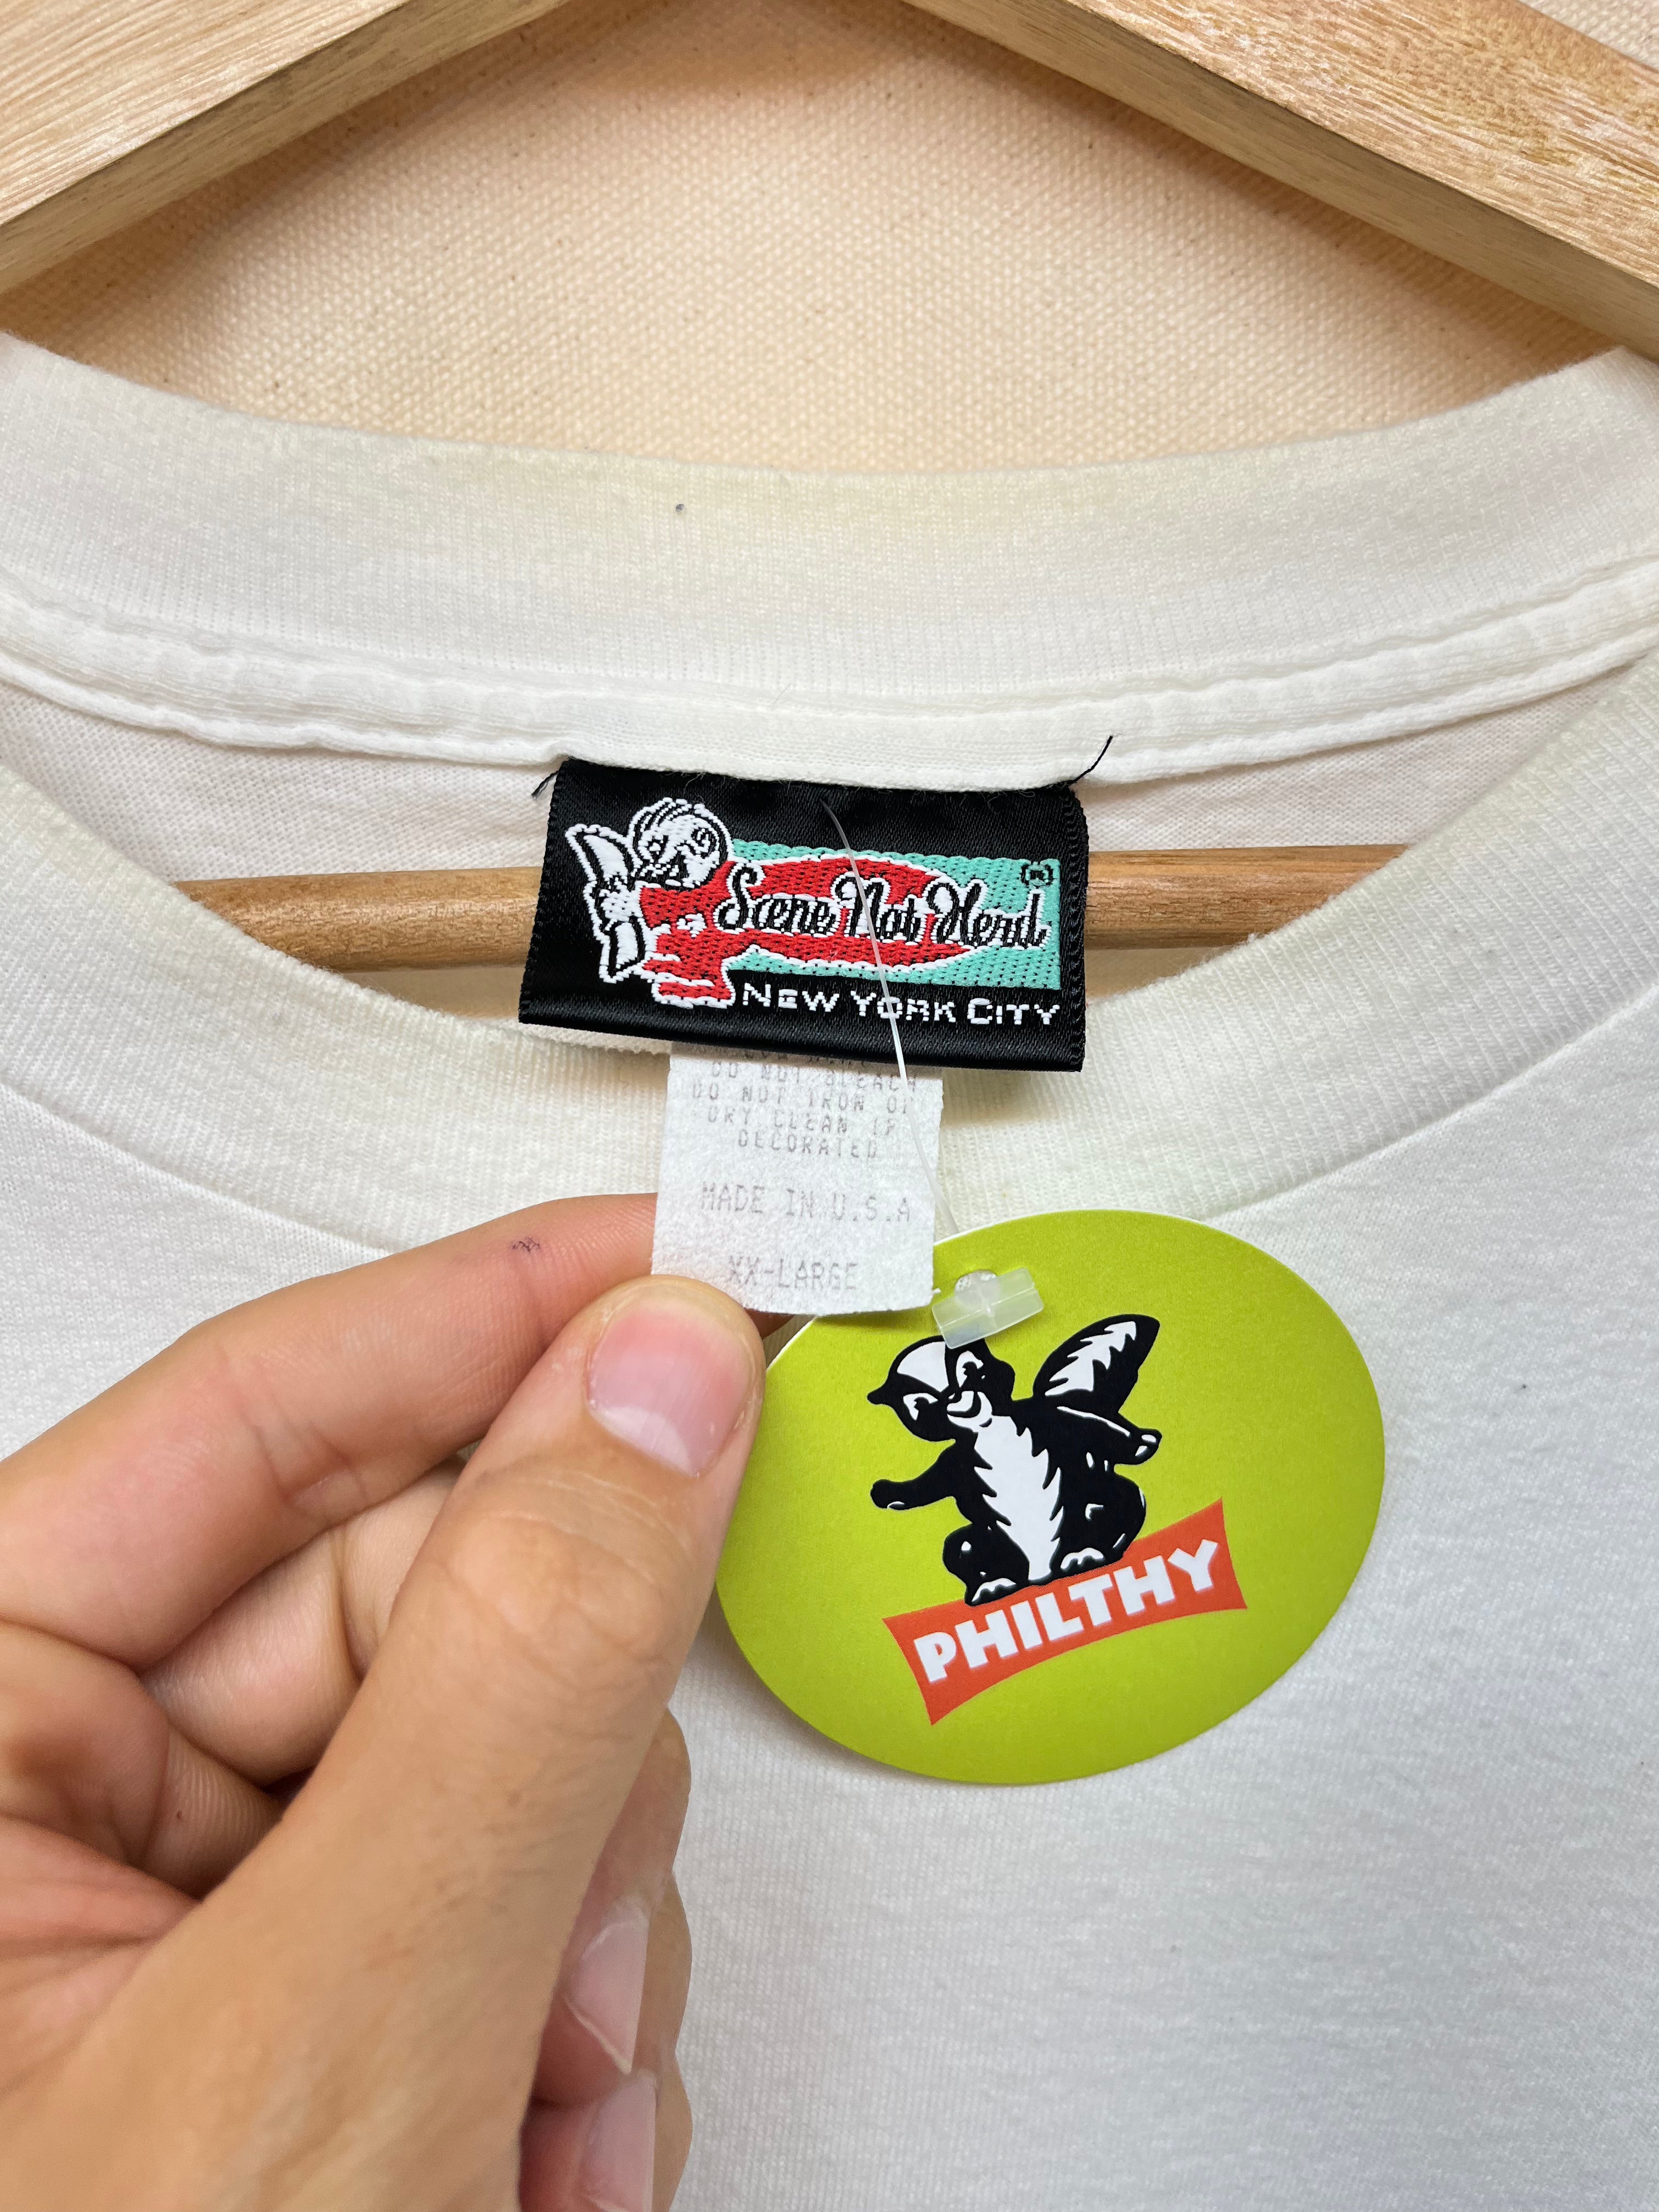 Scene Not Herd (R)
NEW YORK CITY
DO NOT BLEACH
DO NOT IRON OR
DRY CLEAN IF
DECORATED
MADE IN U.S.A
XX-LARGE
PHILTHY